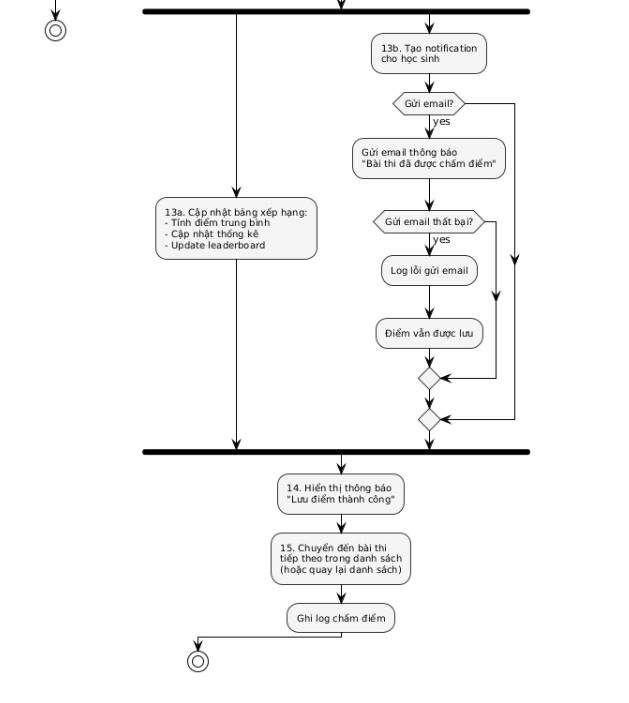 13b. Tạo notification
cho học sinh
Gửi email?
yes
Gửi email thông báo
"Bài thi đã được chấm điểm"
13a. Cập nhật bảng xếp hạng:
- Tính điểm trung bình
- Cập nhật thống kê
- Update leaderboard
Gửi email thất bại?
yes
Log lỗi gửi email
Điểm vẫn được lưu
14. Hiển thị thông báo
"Lưu điểm thành công"
15. Chuyển đến bài thi
tiếp theo trong danh sách
(hoặc quay lại danh sách)
Ghi log chấm điểm